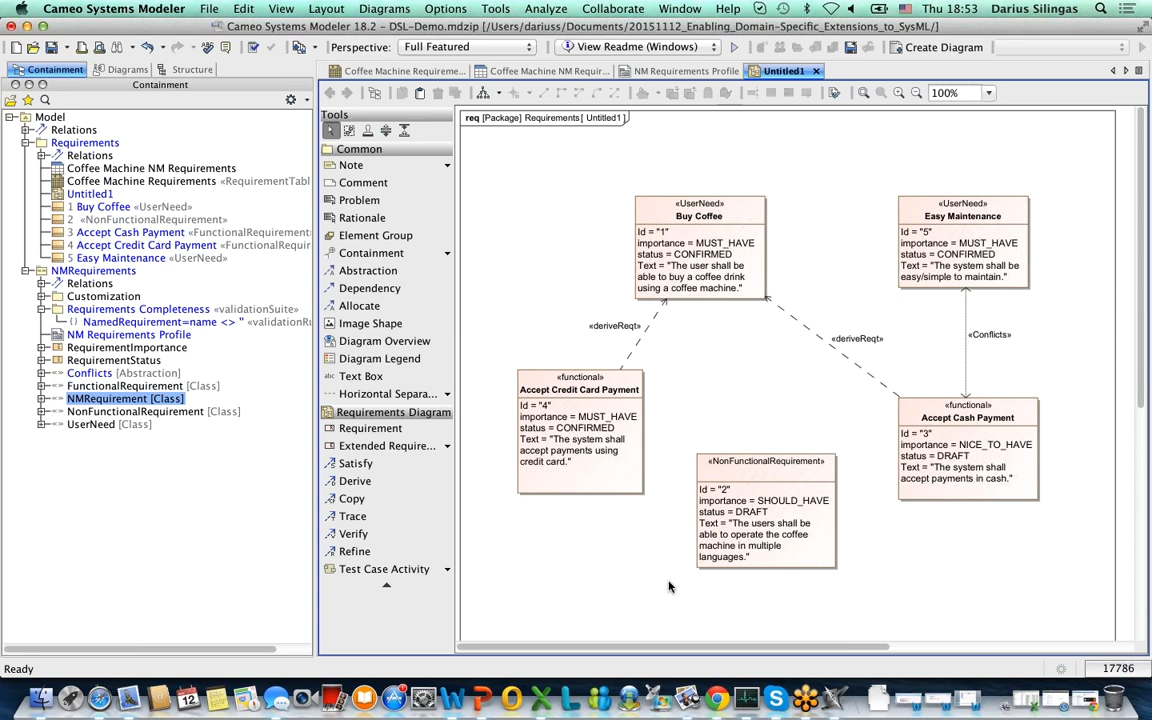 Cameo Systems Modeler File Edit View Layout Diagrams Options Tools Analyze Collaborate Window Help Thu 18:53 Darius Silingas
Cameo Systems Modeler 18.2 - DSL-Demo.mdzip [/Users/dariuss/Documents/20151112_Enabling_Domain-Specific_Extensions_to_SysML/]
Perspective: Full Featured View Readme (Windows) Create Diagram
Containment Diagrams Structure
Coffee Machine Requireme... Coffee Machine NM Requir... NM Requirements Profile Untitled1
Containment
100%
Model
Relations
Requirements
Relations
Coffee Machine NM Requirements
Coffee Machine Requirements «RequirementTabl
Untitled1
1 Buy Coffee «UserNeed»
2 «NonFunctionalRequirement»
3 Accept Cash Payment «FunctionalRequirement:
4 Accept Credit Card Payment «FunctionalRequir
5 Easy Maintenance «UserNeed»
NMRequirements
Relations
Customization
Requirements Completeness «validationSuite»
{} NamedRequirement=name <> '' «validationRu
NM Requirements Profile
RequirementImportance
RequirementStatus
Conflicts [Abstraction]
FunctionalRequirement [Class]
NMRequirement [Class]
NonFunctionalRequirement [Class]
UserNeed [Class]
Tools
Common
Note
Comment
Problem
Rationale
Element Group
Containment
Abstraction
Dependency
Allocate
Image Shape
Diagram Overview
Diagram Legend
abc Text Box
Horizontal Separa...
Requirements Diagram
Requirement
Extended Require...
Satisfy
Derive
Copy
Trace
Verify
Refine
Test Case Activity
req [Package] Requirements[ Untitled1 ]
«UserNeed»
Buy Coffee
Id = "1"
importance = MUST_HAVE
status = CONFIRMED
Text = "The user shall be
able to buy a coffee drink
using a coffee machine."
«UserNeed»
Easy Maintenance
Id = "5"
importance = MUST_HAVE
status = CONFIRMED
Text = "The system shall be
easy/simple to maintain."
«deriveReqt»
«deriveReqt»
«Conflicts»
«functional»
Accept Credit Card Payment
Id = "4"
importance = MUST_HAVE
status = CONFIRMED
Text = "The system shall
accept payments using
credit card."
«functional»
Accept Cash Payment
Id = "3"
importance = NICE_TO_HAVE
status = DRAFT
Text = "The system shall
accept payments in cash."
«NonFunctionalRequirement»
Id = "2"
importance = SHOULD_HAVE
status = DRAFT
Text = "The users shall be
able to operate the coffee
machine in multiple
languages."
Ready
17786